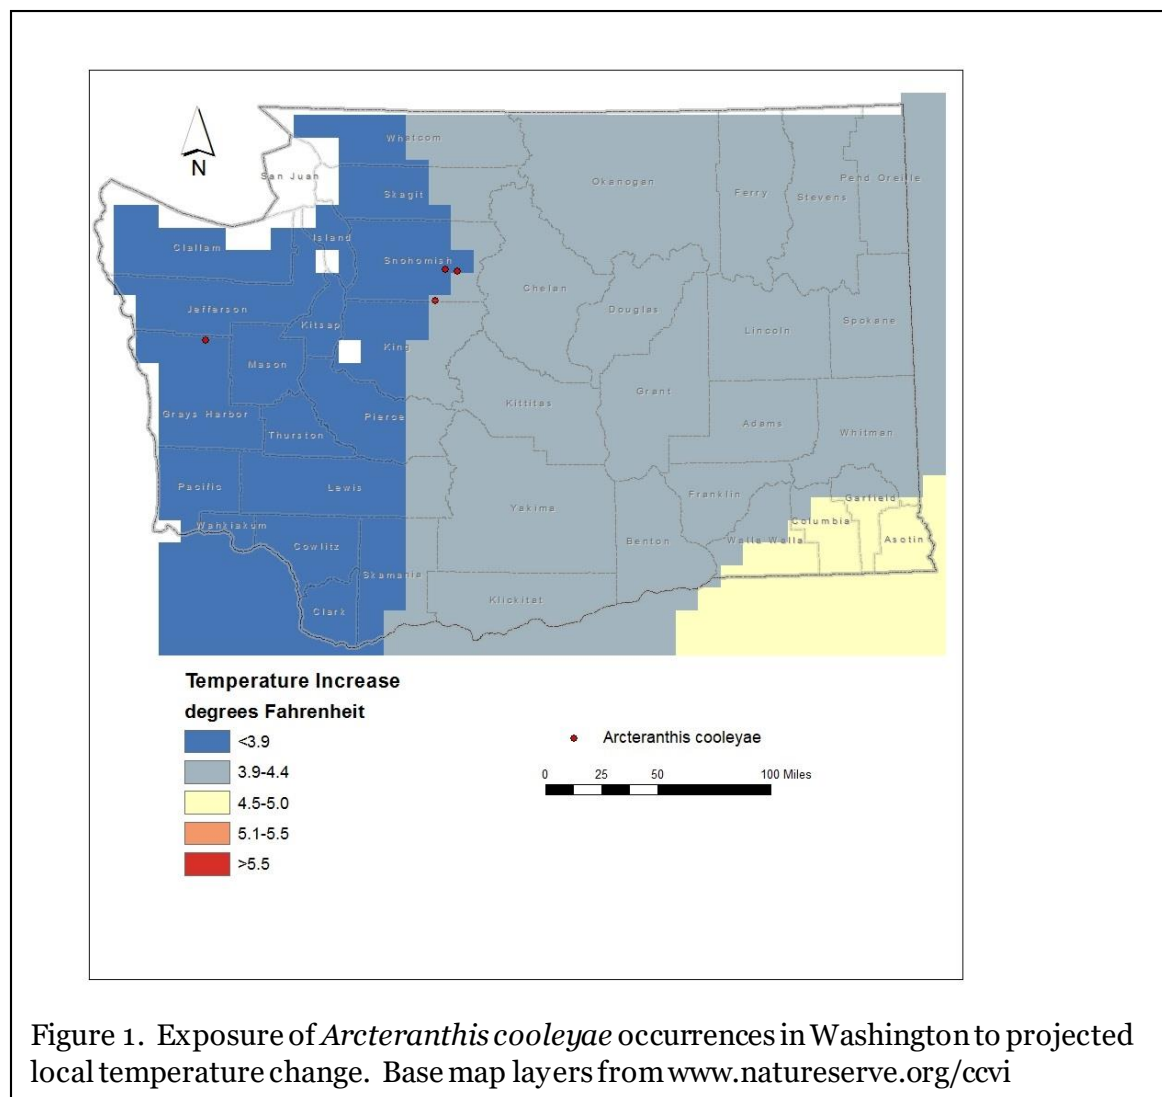 N
Whatcom
San Juan
Skagit
Okanogan
Ferry
Stevens
Pend Oreille
Island
Clallam
Snohomish
Chelan
Jefferson
Douglas
Kitsap
Lincoln
Spokane
King
Mason
Grant
Kittitas
Grays Harbor
Pierce
Adams
Thurston
Whitman
Pacific
Lewis
Yakima
Franklin
Garfield
Wahkiakum
Columbia
Cowlitz
Benton
Walla Walla
Asotin
Skamania
Klickitat
Clark
Temperature Increase
degrees Fahrenheit
<3.9
3.9-4.4
4.5-5.0
5.1-5.5
>5.5
Arcteranthis cooleyae
0 25 50 100 Miles
Figure 1. Exposure of Arcteranthis cooleyae occurrences in Washington to projected
local temperature change. Base map layers from www.natureserve.org/ccvi